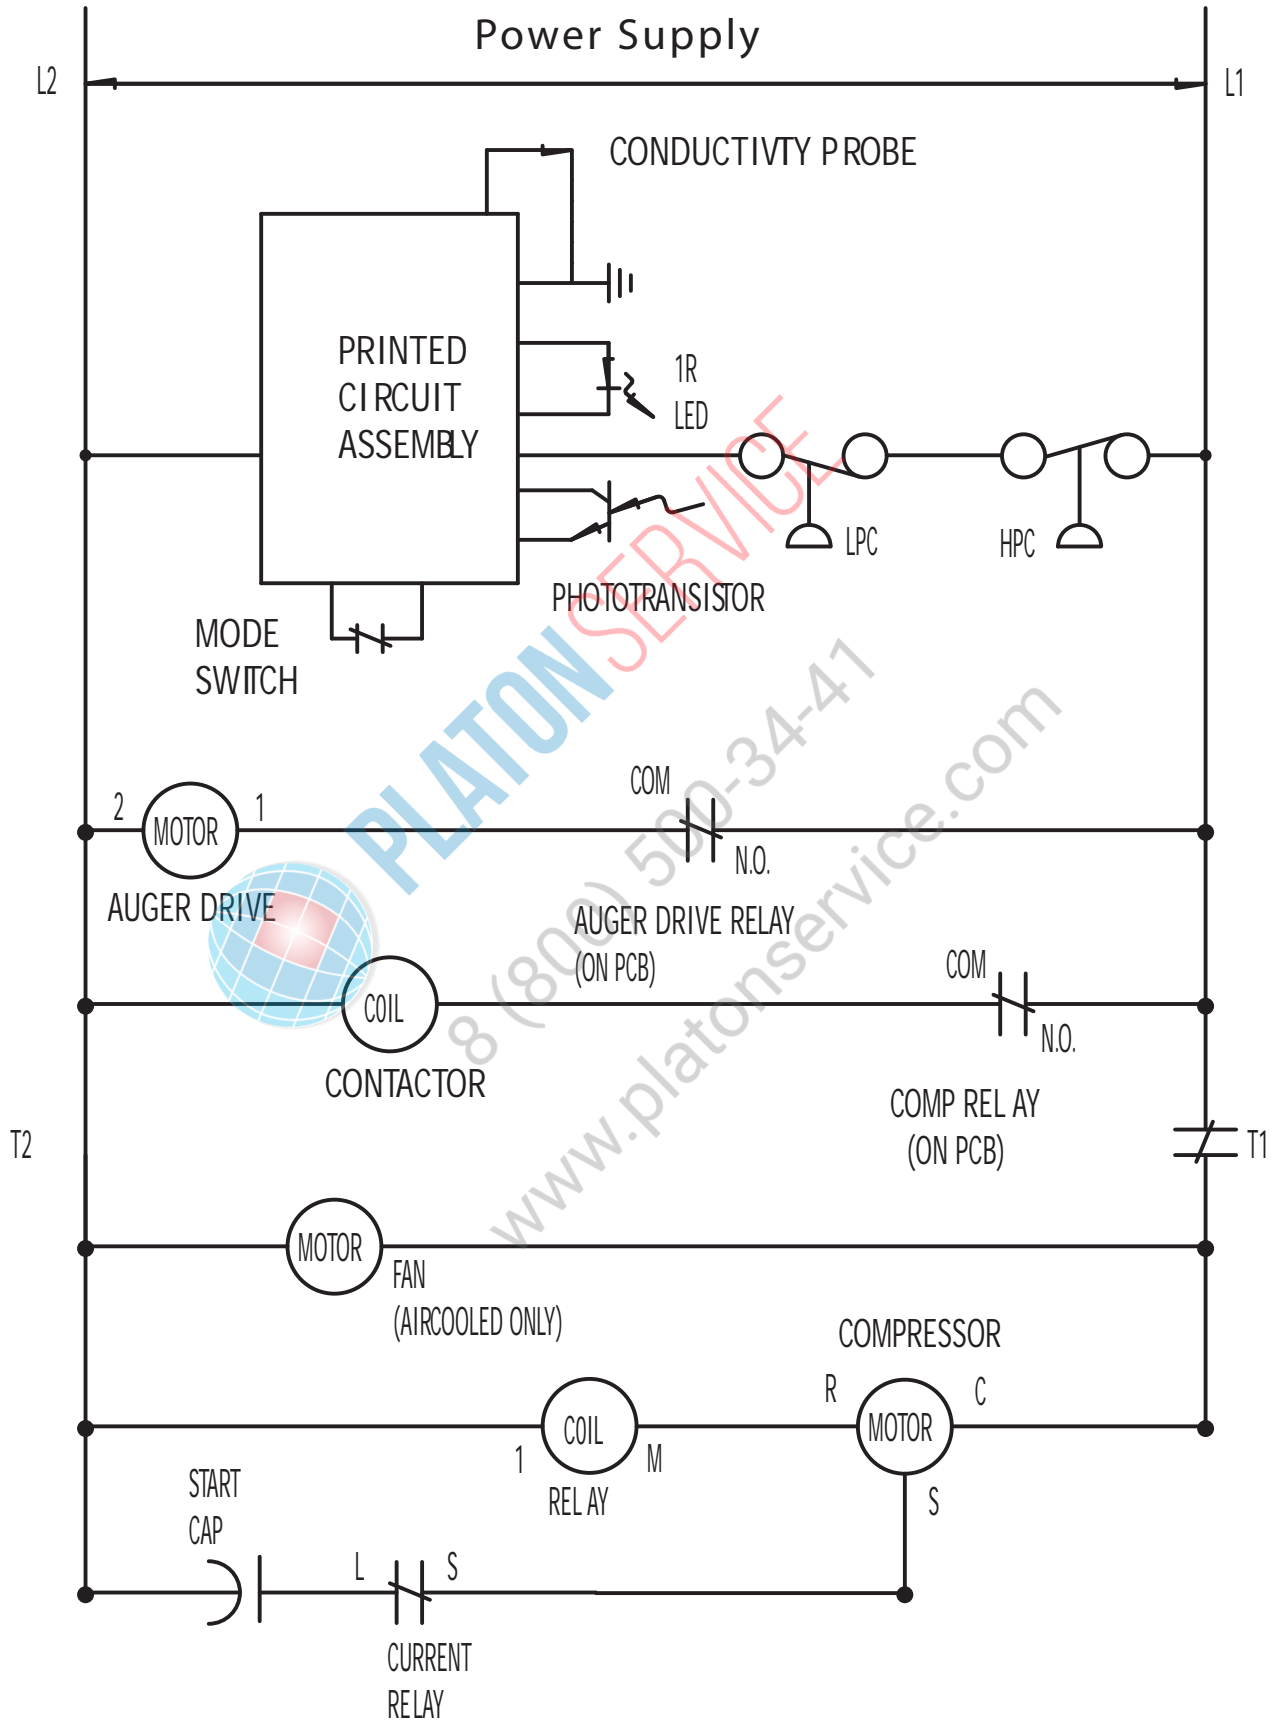 Power Supply
L2
L1
CONDUCTIVTY PROBE
PRINTED
CIRCUIT
ASSEMBLY
1R
LED
LPC
HPC
PHOTOTRANSISTOR
MODE
SWITCH
PLATONSERVICE
8 (800) 500-34-41
www.platonservice.com
2
MOTOR
1
COM
N.O.
AUGER DRIVE
AUGER DRIVE RELAY
(ON PCB)
COIL
CONTACTOR
COM
N.O.
COMP RELAY
(ON PCB)
T2
T1
MOTOR
FAN
(AIRCOOLED ONLY)
COMPRESSOR
R
C
MOTOR
S
COIL
1
M
RELAY
START
CAP
L
S
CURRENT
RELAY